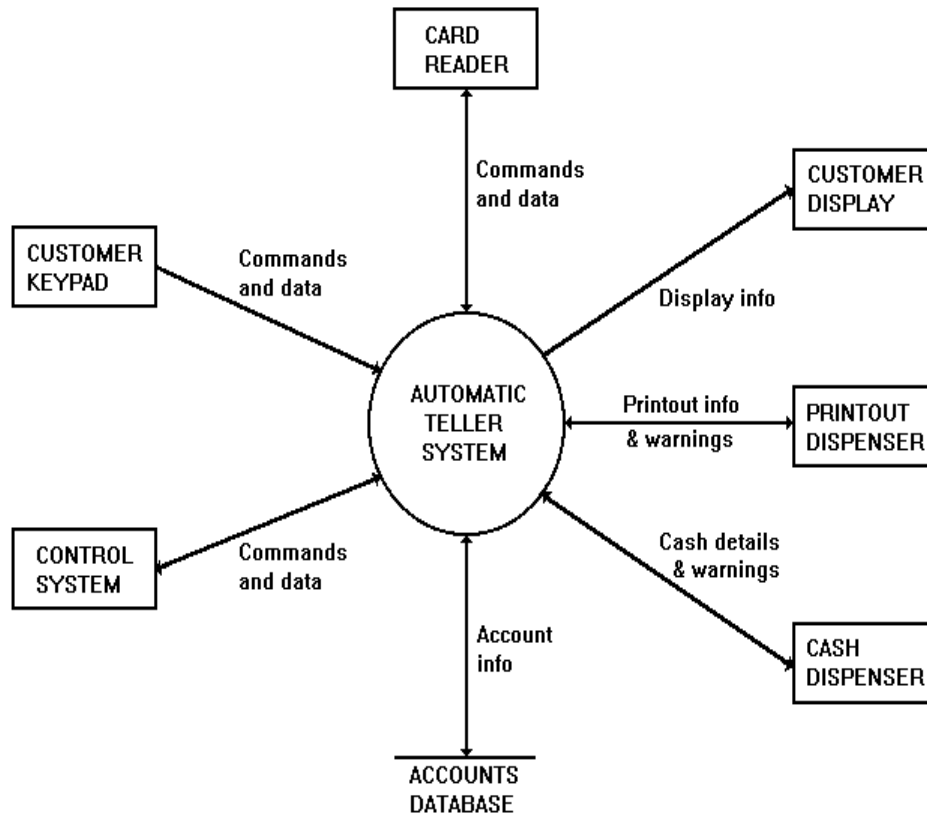 CARD
READER
Commands
and data
CUSTOMER
DISPLAY
CUSTOMER
KEYPAD
Commands
and data
Display info
AUTOMATIC
TELLER
SYSTEM
Printout info
& warnings
PRINTOUT
DISPENSER
CONTROL
SYSTEM
Commands
and data
Cash details
& warnings
Account
info
CASH
DISPENSER
ACCOUNTS
DATABASE